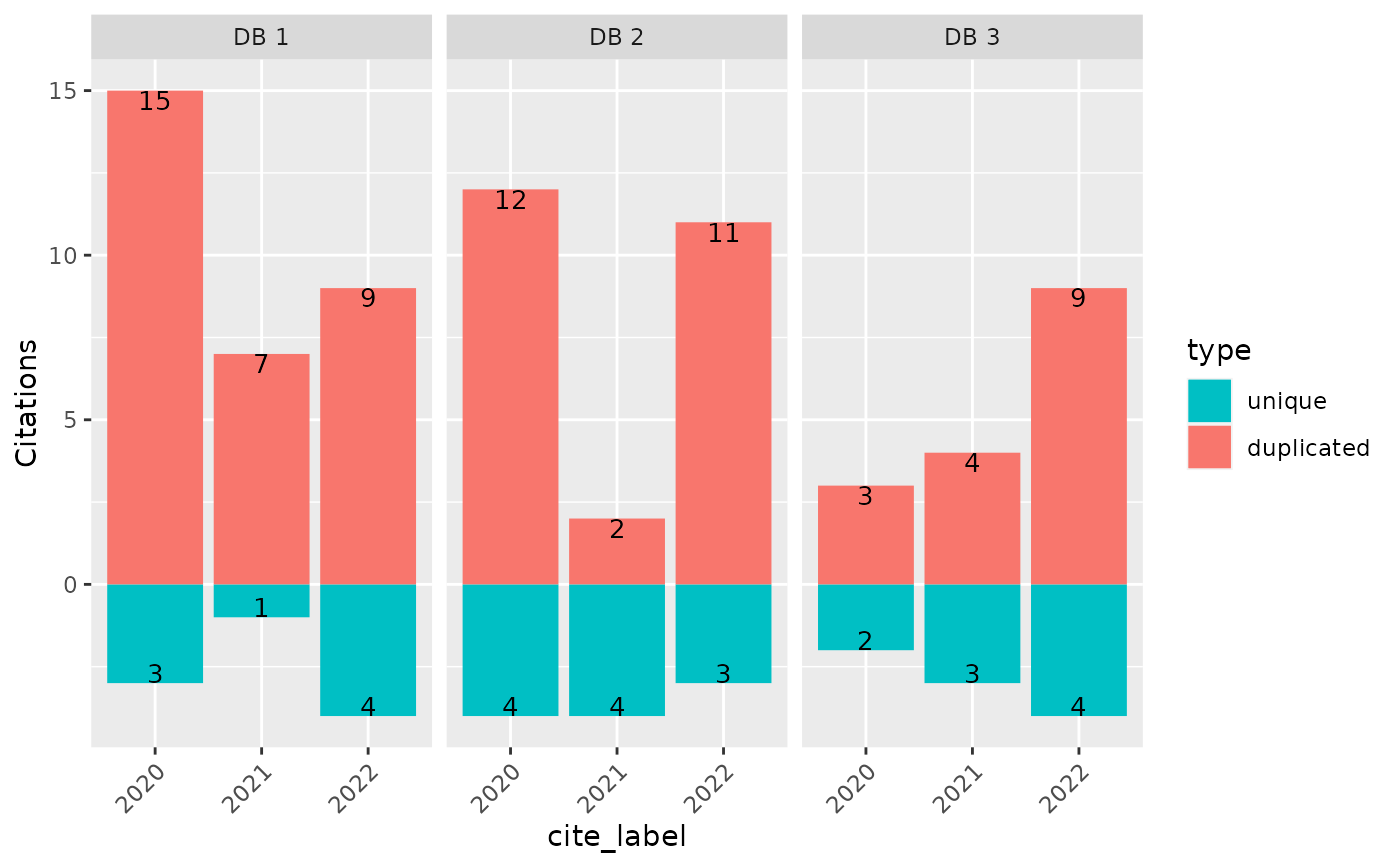 DB 1 DB 2 DB 3
15
10
5
0
Citations
15 7 9 12 2 11 3 4 9
3 1 4 4 4 3 2 3 4
2020 2021 2022 2020 2021 2022 2020 2021 2022
cite_label
type
unique
duplicated